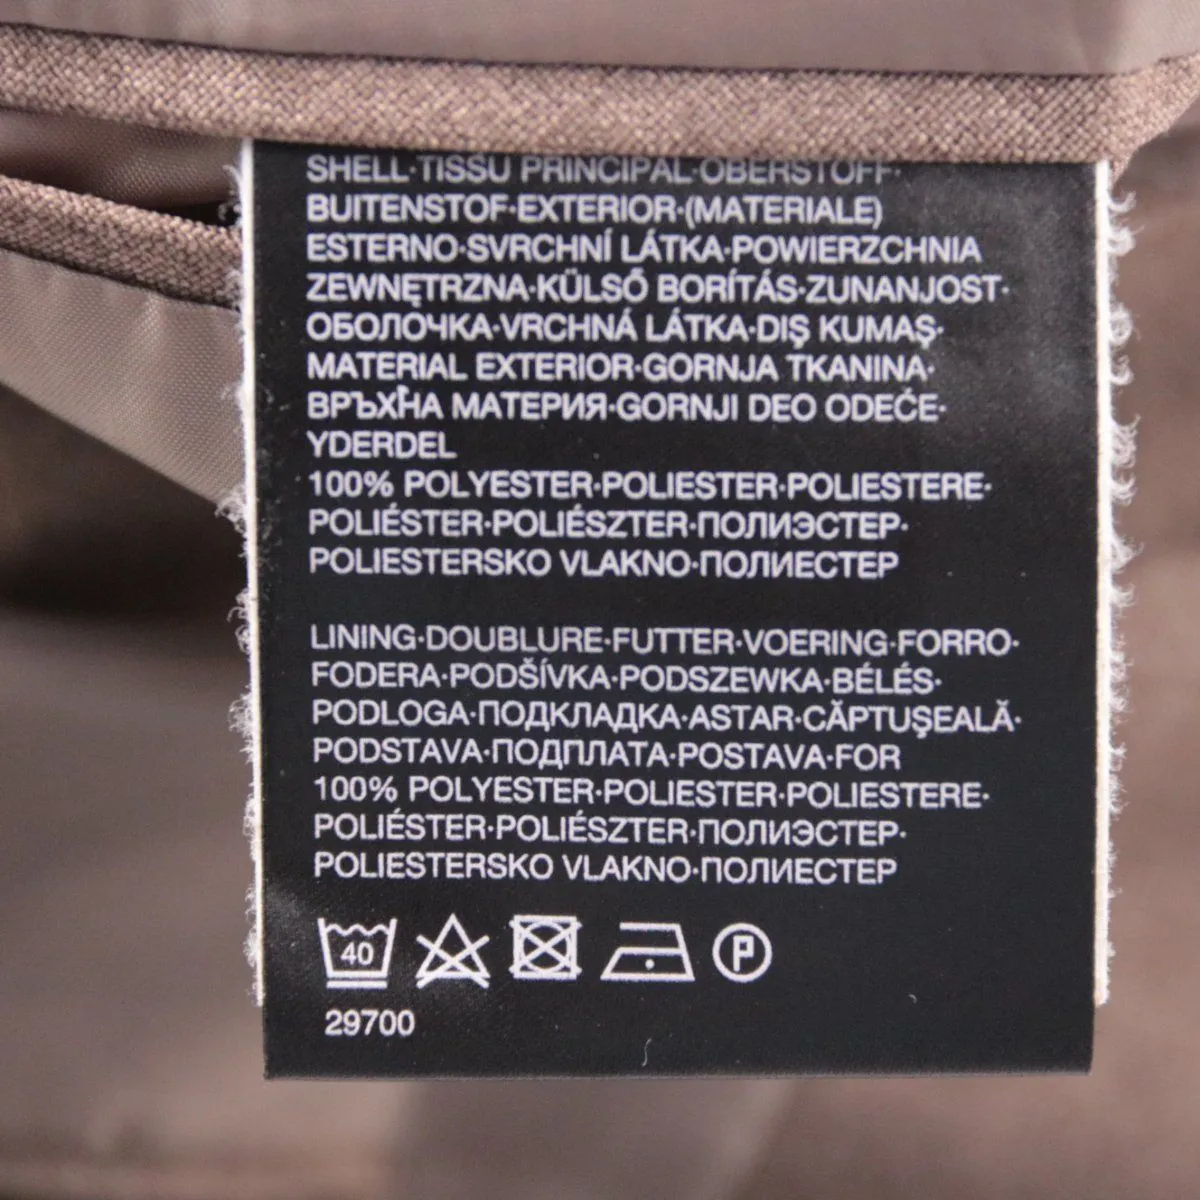 SHELL·TISSU PRINCIPAL·OBERSTOFF·
BUITENSTOF·EXTERIOR·(MATERIALE)
ESTERNO·SVRCHNÍ LÁTKA·POWIERZCHNIA
ZEWNĘTRZNA·KÜLSŐ BORÍTÁS·ZUNANJOST·
ОБОЛОЧКА·VRCHNÁ LÁTKA·DIŞ KUMAŞ·
MATERIAL EXTERIOR·GORNJA TKANINA·
ВРЪХНА МАТЕРИЯ·GORNJI DEO ODEĆE·
YDERDEL
100% POLYESTER·POLIESTER·POLIESTERE·
POLIÉSTER·POLIÉSZTER·ПОЛИЭСТЕР·
POLIESTERSKO VLAKNO·ПОЛИЕСТЕР
LINING·DOUBLURE·FUTTER·VOERING·FORRO·
FODERA·PODŠÍVKA·PODSZEWKA·BÉLÉS·
PODLOGA·ПОДКЛАДКА·ASTAR·CĂPTUŞEALĂ·
PODSTAVA·ПОДПЛАТА·POSTAVA·FOR
100% POLYESTER·POLIESTER·POLIESTERE·
POLIÉSTER·POLIÉSZTER·ПОЛИЭСТЕР·
POLIESTERSKO VLAKNO·ПОЛИЕСТЕР
40 P
29700